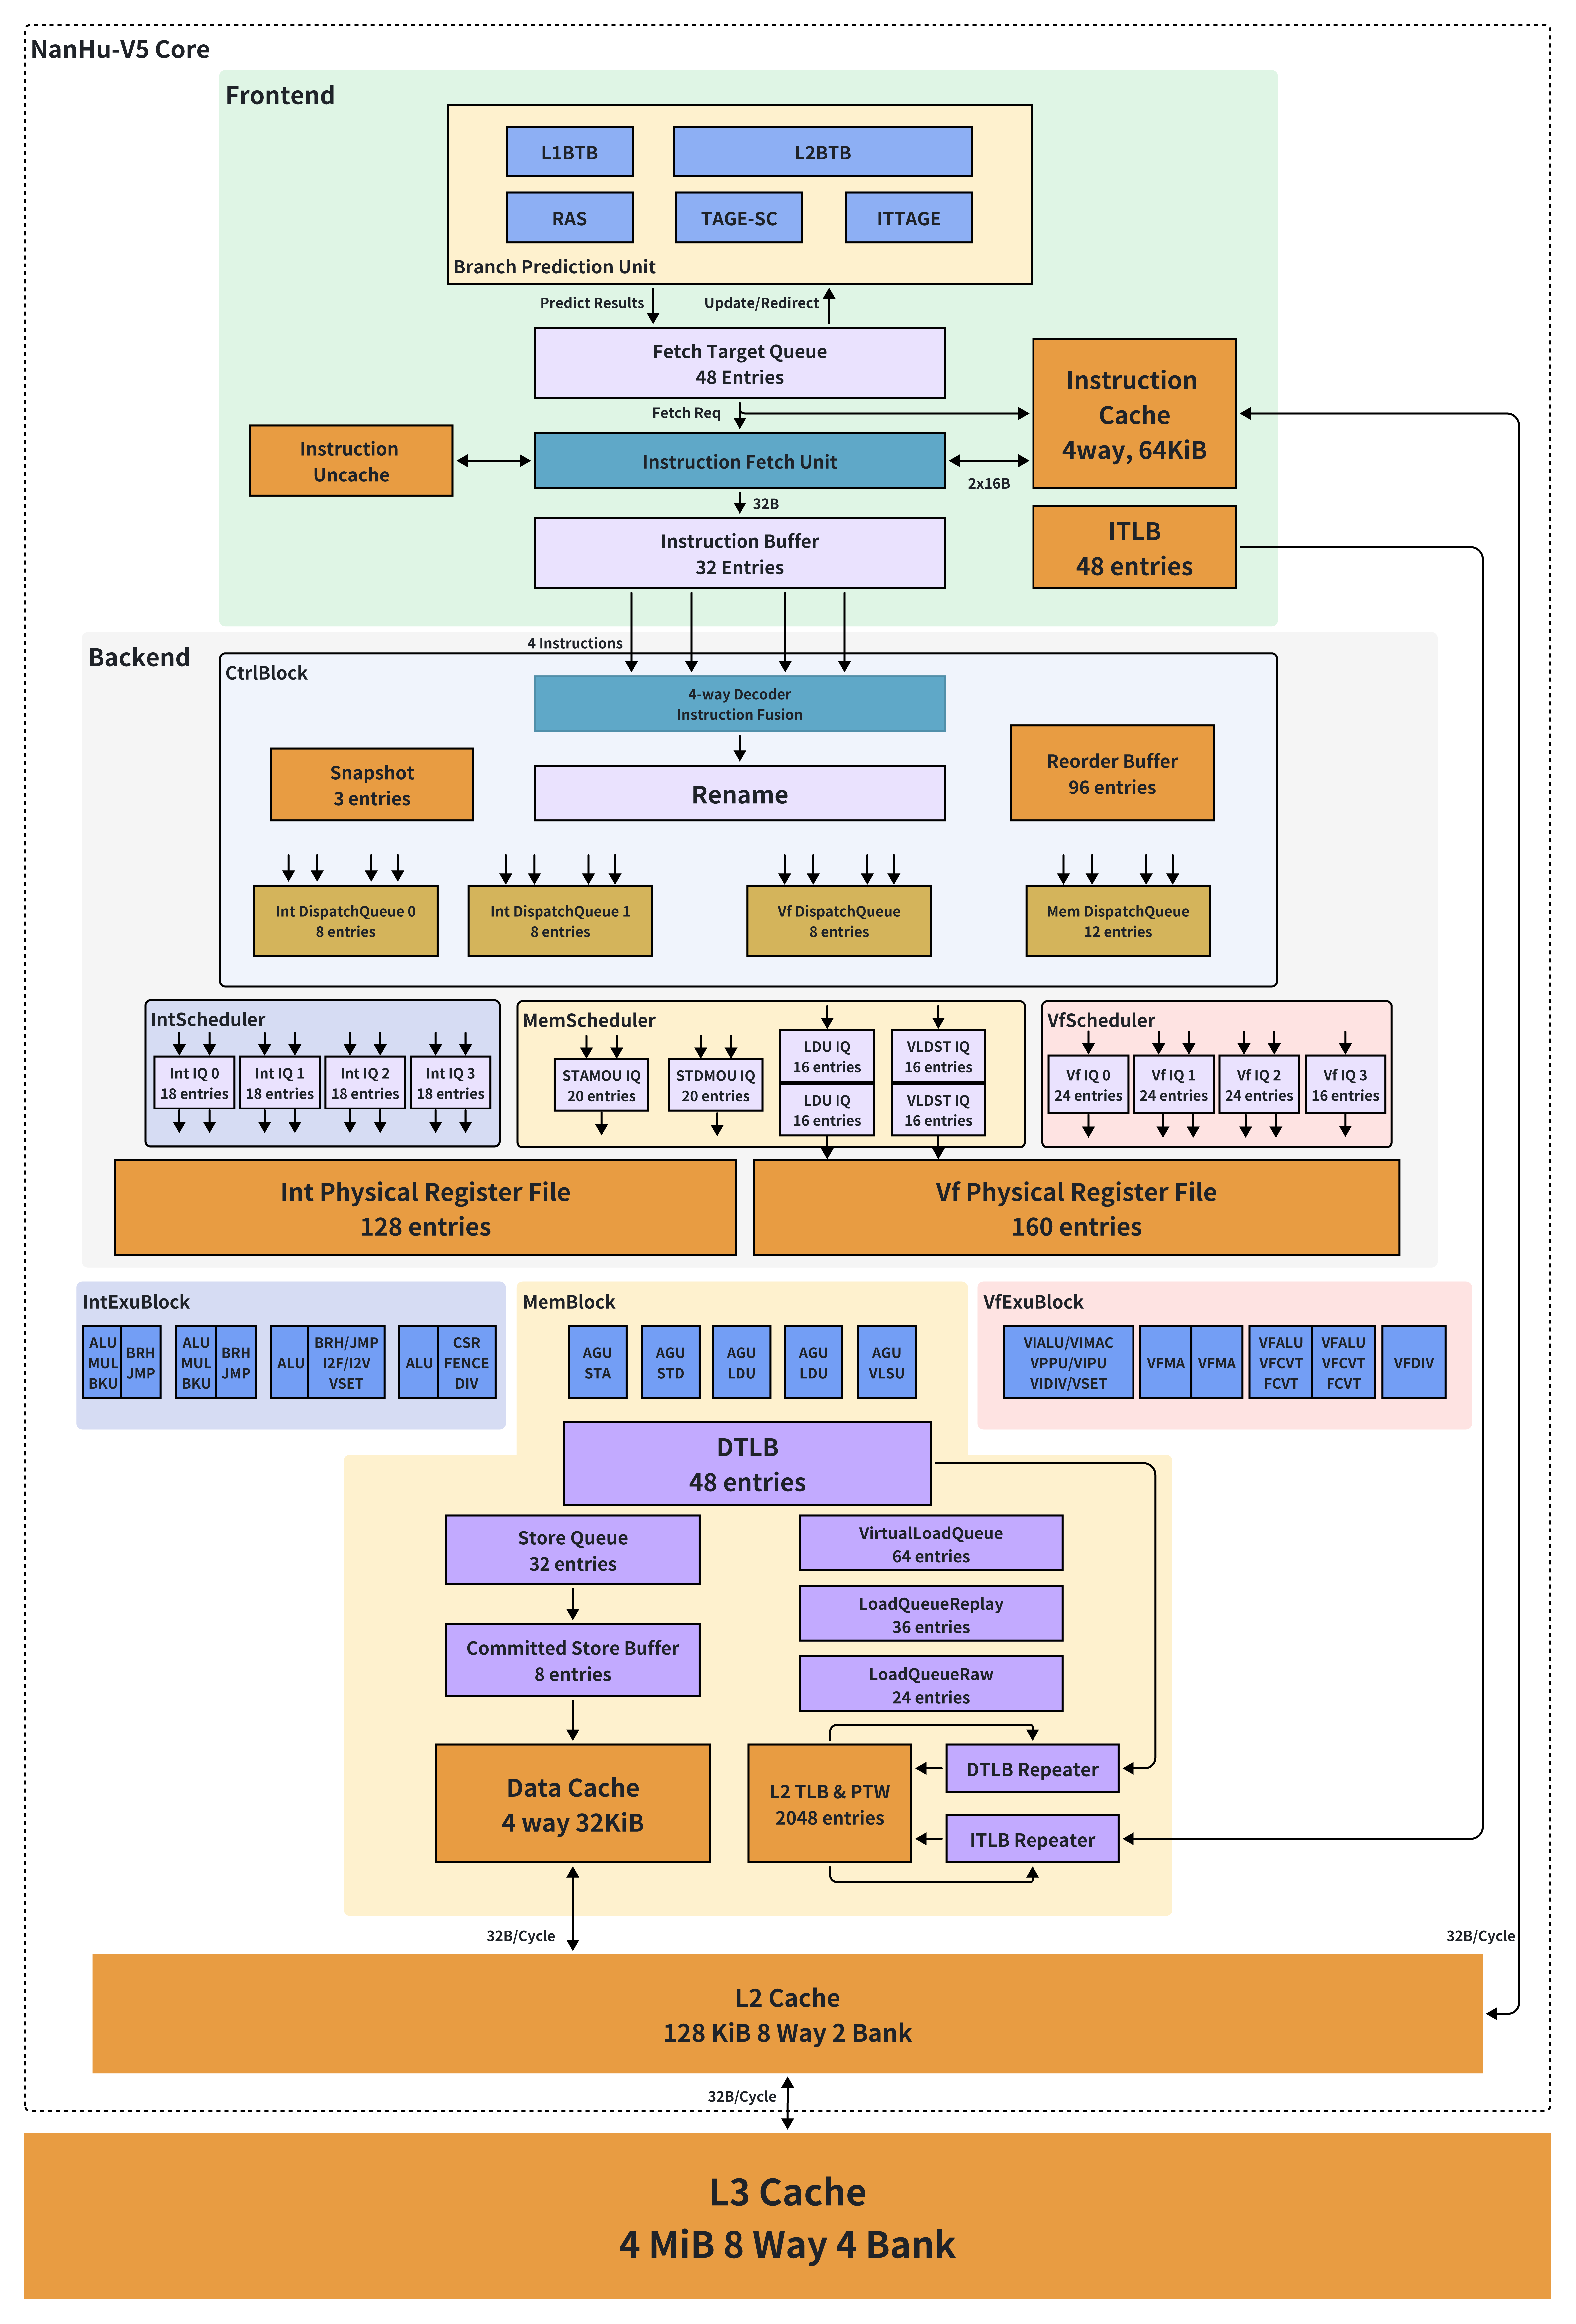 NanHu-V5 Core
Frontend
L1BTB
L2BTB
RAS
TAGE-SC
ITTAGE
Branch Prediction Unit
Predict Results
Update/Redirect
Fetch Target Queue
48 Entries
Instruction
Cache
4way, 64KiB
Fetch Req
Instruction
Uncache
Instruction Fetch Unit
2x16B
32B
Instruction Buffer
32 Entries
ITLB
48 entries
4 Instructions
Backend
CtrlBlock
4-way Decoder
Instruction Fusion
Snapshot
3 entries
Rename
Reorder Buffer
96 entries
Int DispatchQueue 0
8 entries
Int DispatchQueue 1
8 entries
Vf DispatchQueue
8 entries
Mem DispatchQueue
12 entries
IntScheduler
Int IQ 0
18 entries
Int IQ 1
18 entries
Int IQ 2
18 entries
Int IQ 3
18 entries
MemScheduler
STAMOU IQ
20 entries
STDMOU IQ
20 entries
LDU IQ
16 entries
LDU IQ
16 entries
VLDST IQ
16 entries
VLDST IQ
16 entries
VfScheduler
Vf IQ 0
24 entries
Vf IQ 1
24 entries
Vf IQ 2
24 entries
Vf IQ 3
16 entries
Int Physical Register File
128 entries
Vf Physical Register File
160 entries
IntExuBlock
ALU
MUL
BKU
BRH
JMP
ALU
MUL
BKU
BRH
JMP
ALU
BRH/JMP
I2F/I2V
VSET
ALU
CSR
FENCE
DIV
MemBlock
AGU
STA
AGU
STD
AGU
LDU
AGU
LDU
AGU
VLSU
VfExuBlock
VIALU/VIMAC
VPPU/VIPU
VIDIV/VSET
VFMA
VFMA
VFALU
VFCVT
FCVT
VFALU
VFCVT
FCVT
VFDIV
DTLB
48 entries
Store Queue
32 entries
VirtualLoadQueue
64 entries
LoadQueueReplay
36 entries
Committed Store Buffer
8 entries
LoadQueueRaw
24 entries
Data Cache
4 way 32KiB
L2 TLB & PTW
2048 entries
DTLB Repeater
ITLB Repeater
32B/Cycle
32B/Cycle
L2 Cache
128 KiB 8 Way 2 Bank
32B/Cycle
L3 Cache
4 MiB 8 Way 4 Bank